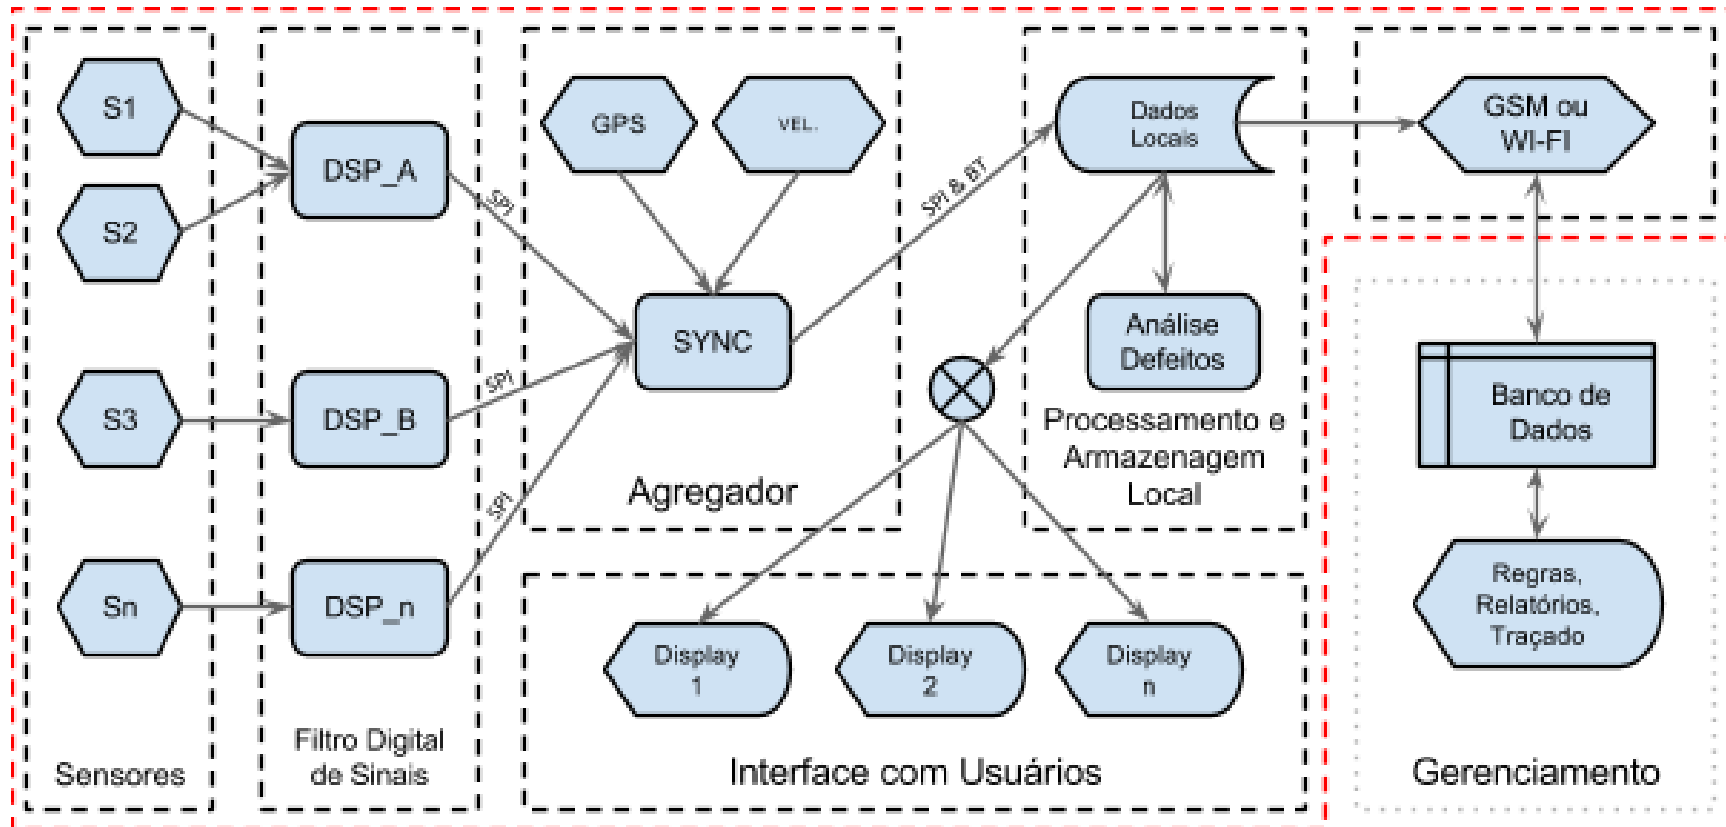 S1
S2
S3
Sn
Sensores
DSP_A
DSP_B
DSP_n
Filtro Digital
de Sinais
SPI
SPI
SPI
GPS
VEL.
SYNC
Agregador
SPI & BT
Dados
Locais
Análise
Defeitos
Processamento e
Armazenagem
Local
Display
1
Display
2
Display
n
Interface com Usuários
GSM ou
WI-FI
Banco de
Dados
Regras,
Relatórios,
Traçado
Gerenciamento